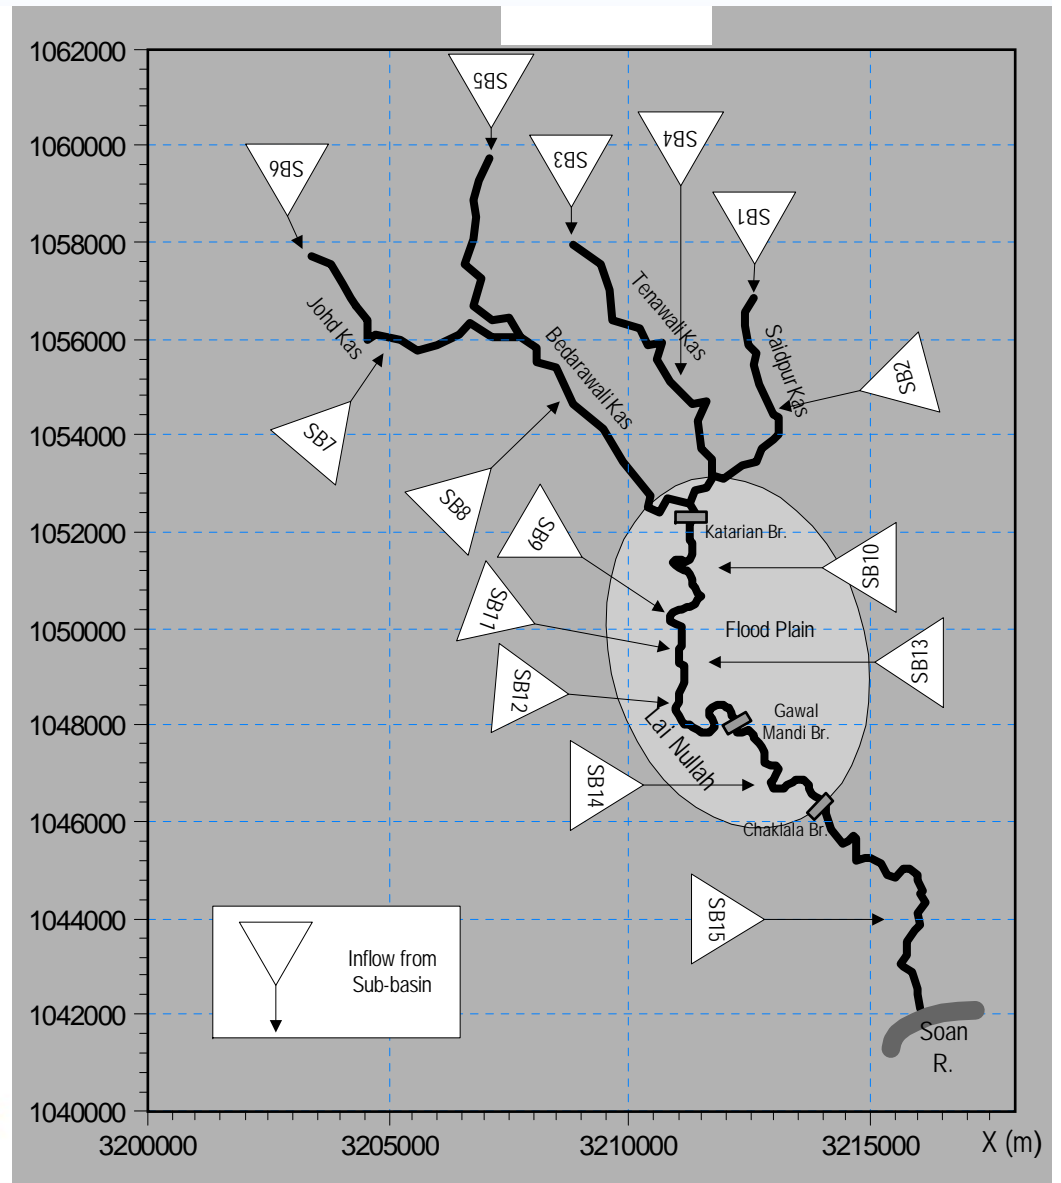 1062000
1060000
1058000
1056000
1054000
1052000
1050000
1048000
1046000
1044000
1042000
1040000
3200000
3205000
3210000
3215000
X (m)
SB5
SB4
SB3
SB6
SB1
SB2
Johd Kas
Bedarawali Kas
Tenawali Kas
Saidpur Kas
SB7
SB8
SB9
Katarian Br.
SB10
SB11
Flood Plain
SB13
SB12
Lai Nullah
Gawal
Mandi Br.
SB14
Chaklala Br.
SB15
Inflow from
Sub-basin
Soan
R.